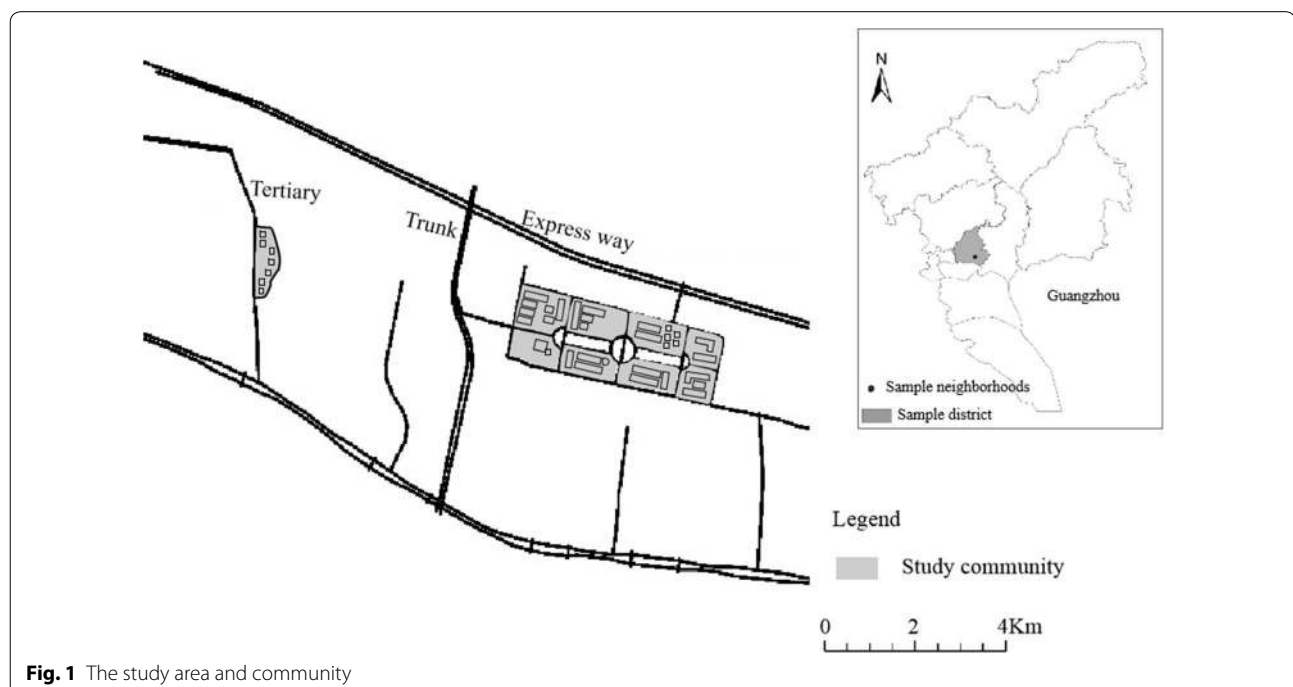 Tertiary
Trunk
Express way
N
Guangzhou
Sample neighborhoods
Sample district
Legend
Study community
0 2 4Km
Fig. 1 The study area and community